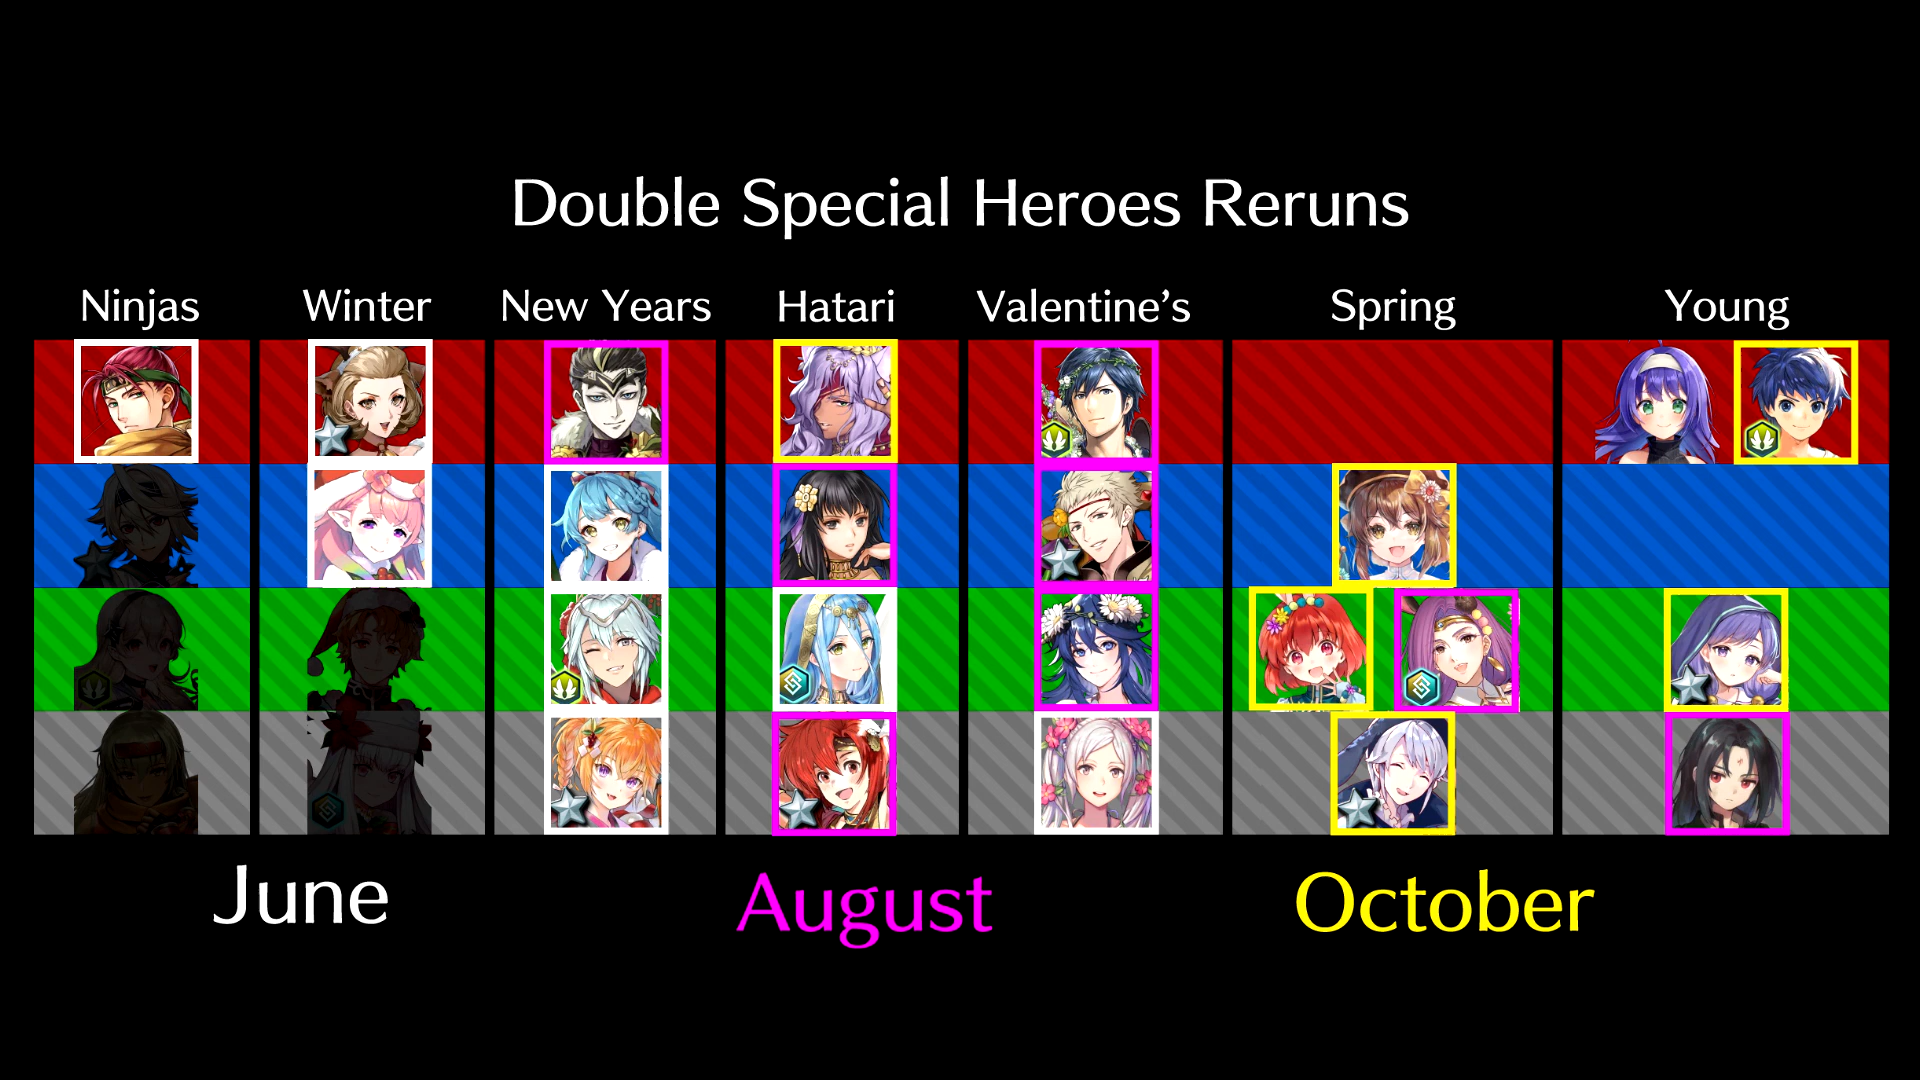 Double Special Heroes Reruns
Ninjas Winter New Years Hatari Valentine’s Spring Young
June August October